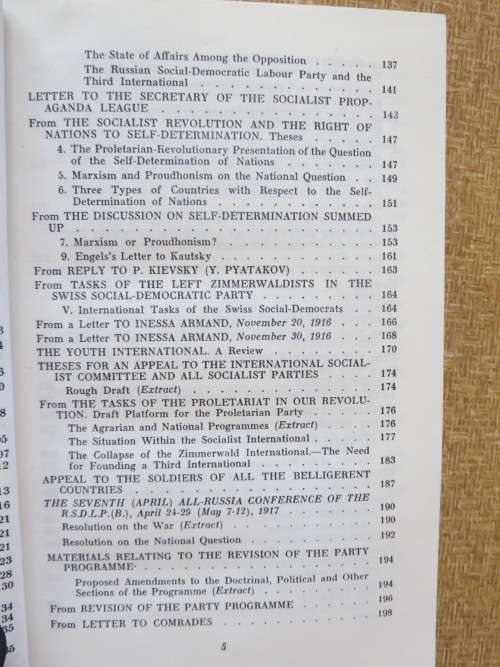 The State of Affairs Among the Opposition . . . . . 137
The Russian Social-Democratic Labour Party and the
Third International . . . . . . . . . . . . . . 141
LETTER TO THE SECRETARY OF THE SOCIALIST PROP-
AGANDA LEAGUE . . . . . . . . . . . . . . . . 143
From THE SOCIALIST REVOLUTION AND THE RIGHT OF
NATIONS TO SELF-DETERMINATION. Theses . . . . . 147
4. The Proletarian-Revolutionary Presentation of the Question
of the Self-Determination of Nations . . . . . . . 147
5. Marxism and Proudhonism on the National Question . . 149
6. Three Types of Countries with Respect to the Self-
Determination of Nations . . . . . . . . . . . . 151
From THE DISCUSSION ON SELF-DETERMINATION SUMMED
UP . . . . . . . . . . . . . . . . . . . . . . 153
7. Marxism or Proudhonism? . . . . . . . . . . . 153
9. Engels's Letter to Kautsky . . . . . . . . . . . . 161
From REPLY TO P. KIEVSKY (Y. PYATAKOV) . . . . . . 163
From TASKS OF THE LEFT ZIMMERWALDISTS IN THE
SWISS SOCIAL-DEMOCRATIC PARTY . . . . . . . . 164
V. International Tasks of the Swiss Social-Democrats . . 164
From a Letter TO INESSA ARMAND, November 20, 1916 . . . 166
From a Letter TO INESSA ARMAND, November 30, 1916 . . . 168
THE YOUTH INTERNATIONAL. A Review . . . . . . . 170
THESES FOR AN APPEAL TO THE INTERNATIONAL SOCIAL-
IST COMMITTEE AND ALL SOCIALIST PARTIES . . . . 174
Rough Draft (Extract) . . . . . . . . . . . . . . 174
From THE TASKS OF THE PROLETARIAT IN OUR REVOLU-
TION. Draft Platform for the Proletarian Party . . . . . 176
The Agrarian and National Programmes (Extract) . . . . 176
The Situation Within the Socialist International . . . . . 177
The Collapse of the Zimmerwald International.—The Need
for Founding a Third International . . . . . . . . 183
APPEAL TO THE SOLDIERS OF ALL THE BELLIGERENT
COUNTRIES . . . . . . . . . . . . . . . . . . 187
THE SEVENTH (APRIL) ALL-RUSSIA CONFERENCE OF THE
R.S.D.L.P.(B.), April 24-29 (May 7-12), 1917 . . . . . . 190
Resolution on the War (Extract) . . . . . . . . . . 190
Resolution on the National Question . . . . . . . . . 192
MATERIALS RELATING TO THE REVISION OF THE PARTY
PROGRAMME . . . . . . . . . . . . . . . . . . 194
Proposed Amendments to the Doctrinal, Political and Other
Sections of the Programme (Extract) . . . . . . . . 194
From REVISION OF THE PARTY PROGRAMME . . . . . . 196
From LETTER TO COMRADES . . . . . . . . . . . . 198
5